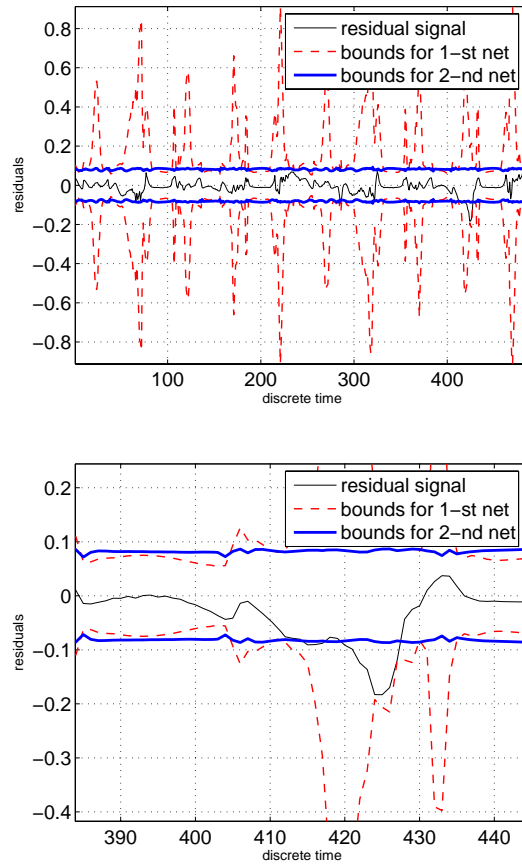 0.8
0.6
0.4
0.2
0
−0.2
−0.4
−0.6
−0.8
residuals
residual signal
bounds for 1−st net
bounds for 2−nd net
100
200
300
400
discrete time
0.2
0.1
0
−0.1
−0.2
−0.3
−0.4
residuals
residual signal
bounds for 1−st net
bounds for 2−nd net
390
400
410
420
430
440
discrete time